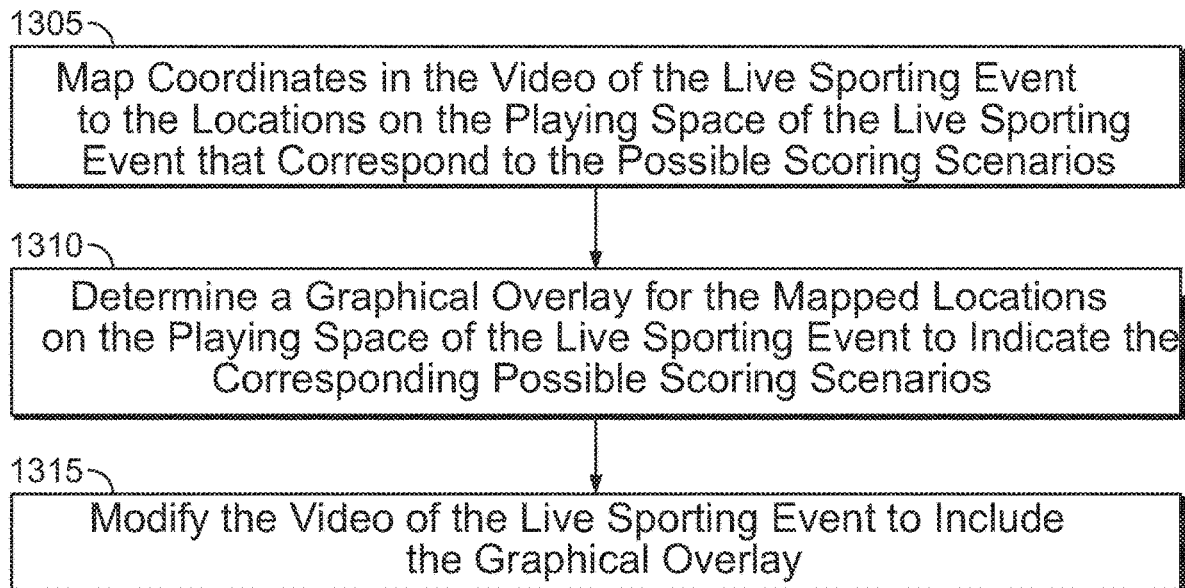 1305
Map Coordinates in the Video of the Live Sporting Event
to the Locations on the Playing Space of the Live Sporting
Event that Correspond to the Possible Scoring Scenarios
1310
Determine a Graphical Overlay for the Mapped Locations
on the Playing Space of the Live Sporting Event to Indicate the
Corresponding Possible Scoring Scenarios
1315
Modify the Video of the Live Sporting Event to Include
the Graphical Overlay